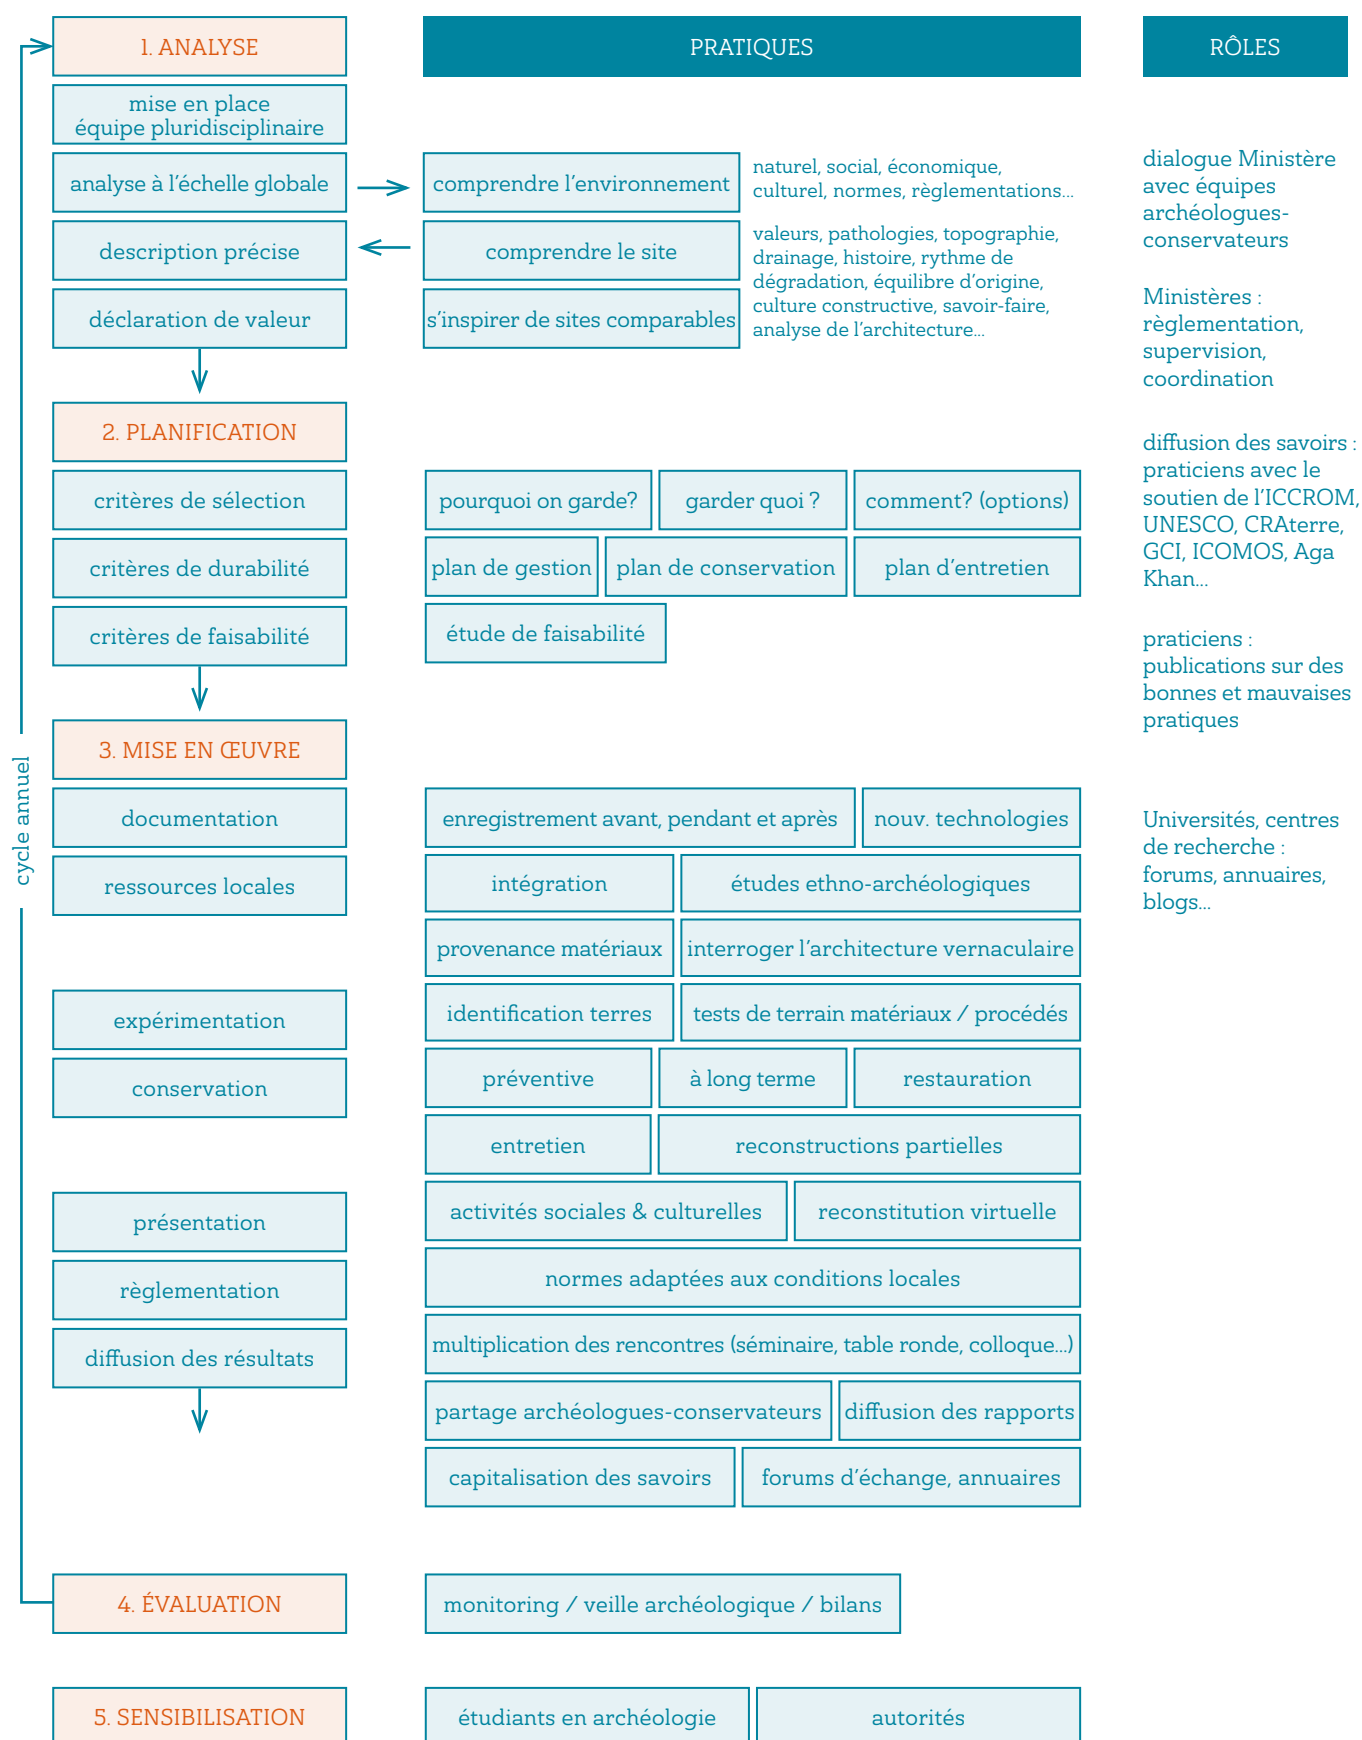 1. ANALYSE
PRATIQUES
RÔLES
mise en place
équipe pluridisciplinaire
analyse à l'échelle globale
comprendre l'environnement
naturel, social, économique,
culturel, normes, règlementations...
description précise
comprendre le site
déclaration de valeur
s'inspirer de sites comparables
valeurs, pathologies, topographie,
drainage, histoire, rythme de
dégradation, équilibre d'origine,
culture constructive, savoir-faire,
analyse de l'architecture...
dialogue Ministère
avec équipes
archéologues-
conservateurs
Ministères :
règlementation,
supervision,
coordination
2. PLANIFICATION
critères de sélection
pourquoi on garde?
garder quoi ?
comment? (options)
critères de durabilité
plan de gestion
plan de conservation
plan d'entretien
critères de faisabilité
étude de faisabilité
diffusion des savoirs :
praticiens avec le
soutien de l'ICCROM,
UNESCO, CRAterre,
GCI, ICOMOS, Aga
Khan...
praticiens :
publications sur des
bonnes et mauvaises
pratiques
3. MISE EN ŒUVRE
cycle annuel
documentation
enregistrement avant, pendant et après
nouv. technologies
ressources locales
intégration
études ethno-archéologiques
provenance matériaux
interroger l'architecture vernaculaire
Universités, centres
de recherche :
forums, annuaires,
blogs...
expérimentation
identification terres
tests de terrain matériaux / procédés
conservation
préventive
à long terme
restauration
entretien
reconstructions partielles
présentation
activités sociales & culturelles
reconstitution virtuelle
règlementation
normes adaptées aux conditions locales
diffusion des résultats
multiplication des rencontres (séminaire, table ronde, colloque...)
partage archéologues-conservateurs
diffusion des rapports
capitalisation des savoirs
forums d'échange, annuaires
4. ÉVALUATION
monitoring / veille archéologique / bilans
5. SENSIBILISATION
étudiants en archéologie
autorités